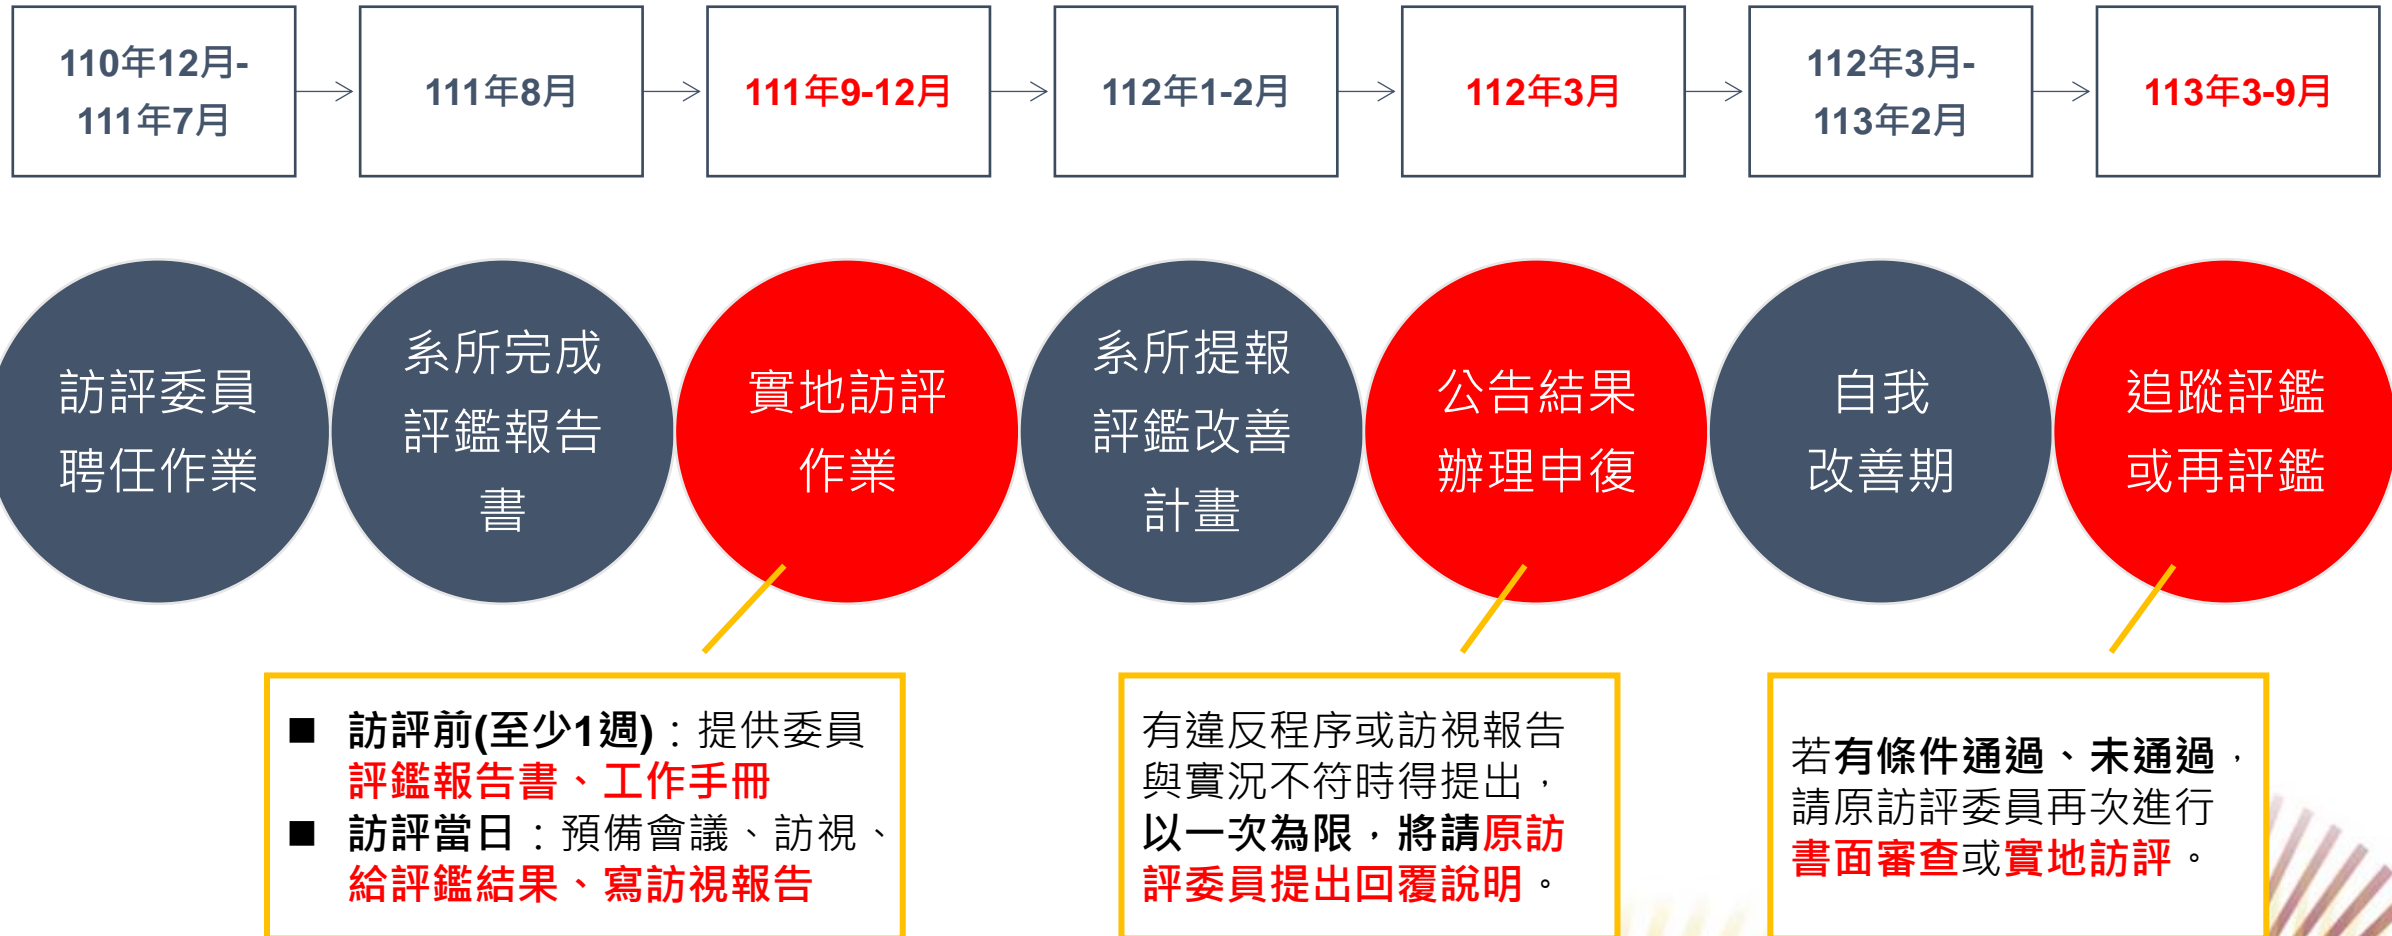 110年12月-
111年7月
111年8月
111年9-12月
112年1-2月
112年3月
112年3月-
113年2月
113年3-9月
訪評委員
聘任作業
系所完成
評鑑報告
書
實地訪評
作業
系所提報
評鑑改善
計畫
公告結果
辦理申復
自我
改善期
追蹤評鑑
或再評鑑
■ 訪評前(至少1週)：提供委員
評鑑報告書、工作手冊
■ 訪評當日：預備會議、訪視、
給評鑑結果、寫訪視報告
有違反程序或訪視報告
與實況不符時得提出，
以一次為限，將請原訪
評委員提出回覆說明。
若有條件通過、未通過，
請原訪評委員再次進行
書面審查或實地訪評。